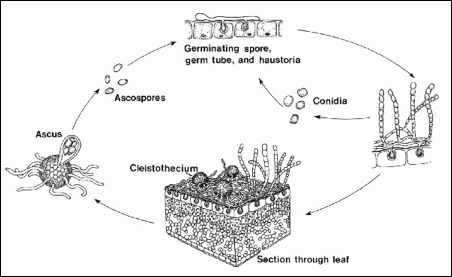 Germinating spore,
germ tube, and haustoria
Ascospores
Conidia
Ascus
Cleistothecium
Section through leaf